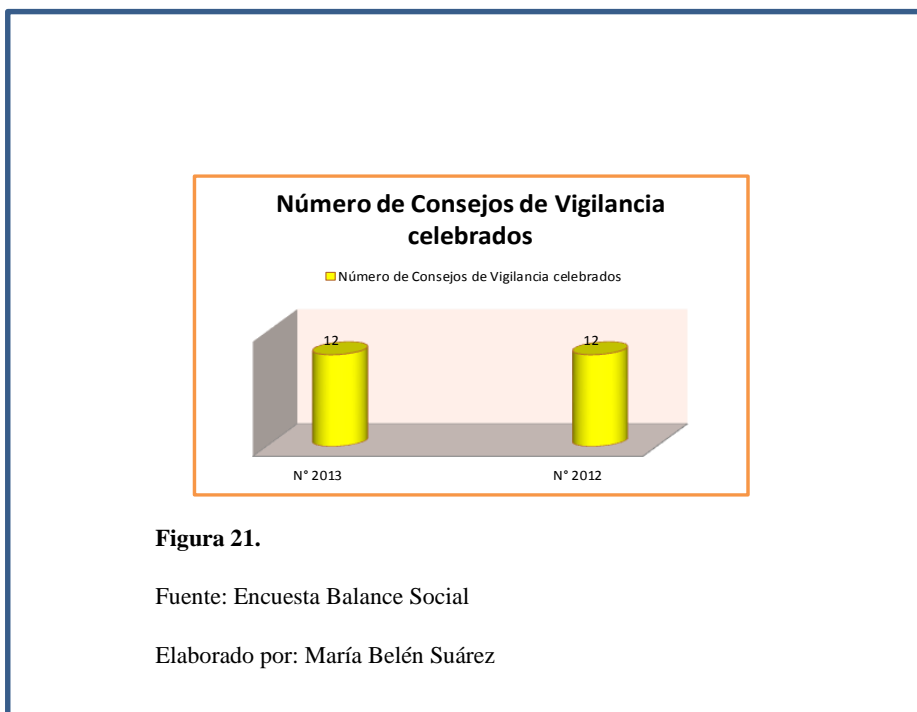 Número de Consejos de Vigilancia
celebrados
Número de Consejos de Vigilancia celebrados
12
12
N° 2013
N° 2012
Figura 21.
Fuente: Encuesta Balance Social
Elaborado por: María Belén Suárez